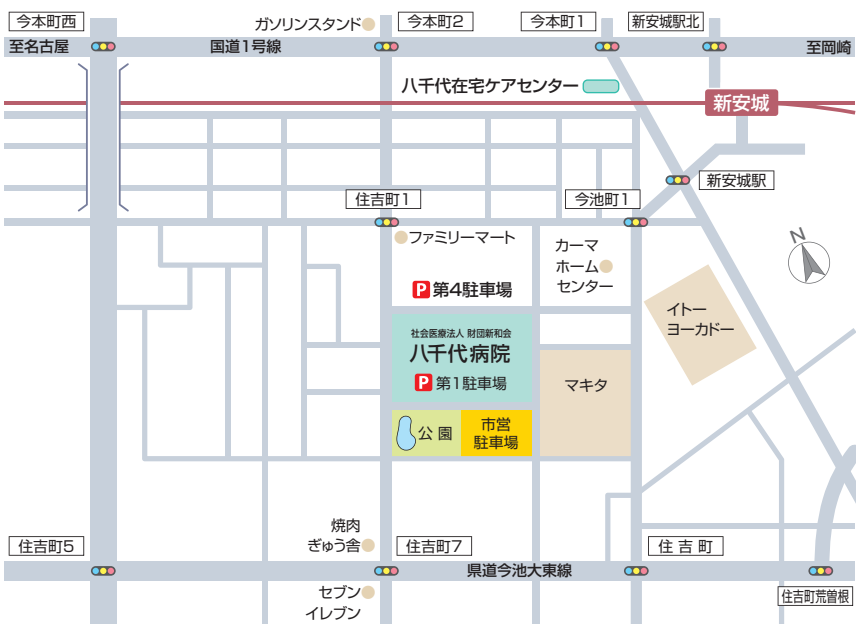 今本町西
ガソリンスタンド
今本町2
今本町1
新安城駅北
至名古屋
国道1号線
至岡崎
八千代在宅ケアセンター
新安城
新安城駅
住吉町1
今池町1
ファミリーマート
カーマ
ホーム
センター
N
P 第4駐車場
イトー
ヨーカドー
社会医療法人 財団新和会
八千代病院
P 第1駐車場
マキタ
公園
市営
駐車場
焼肉
ぎゅう舎
住吉町5
住吉町7
住吉町
県道今池大東線
セブン
イレブン
住吉町荒曽根